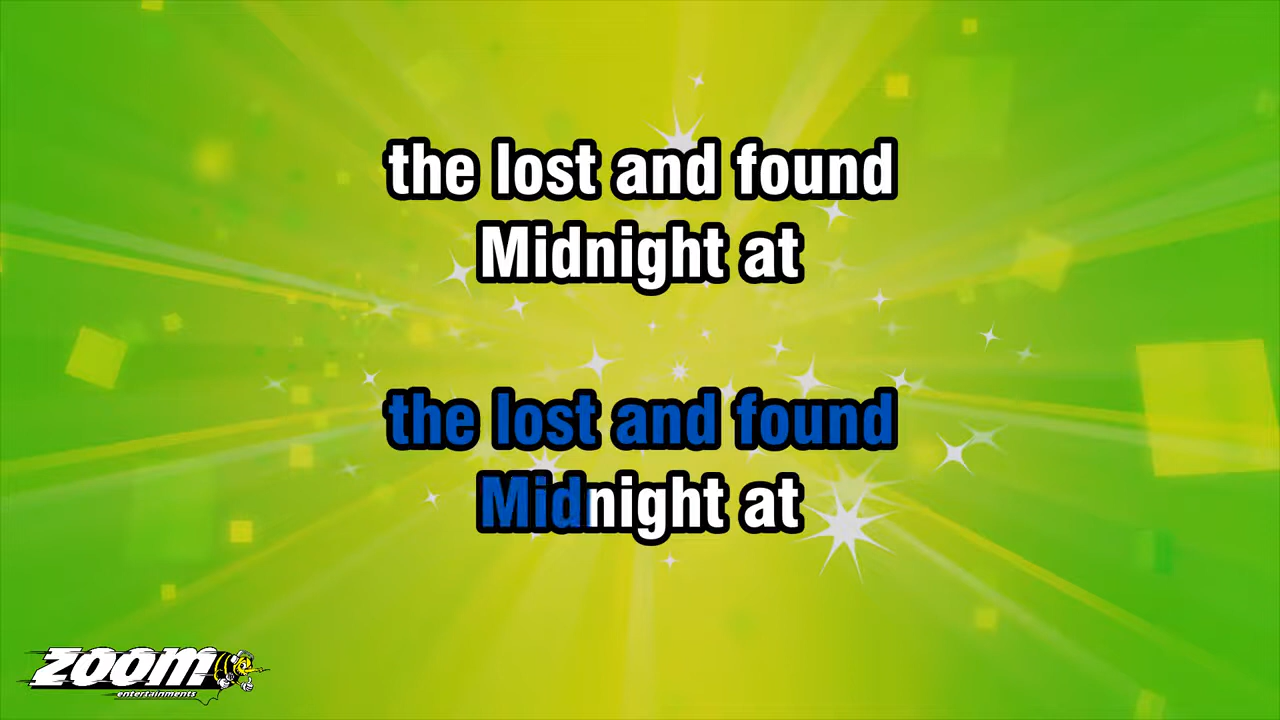 the lost and found
Midnight at
the lost and found
Midnight at
zoom
entertainments